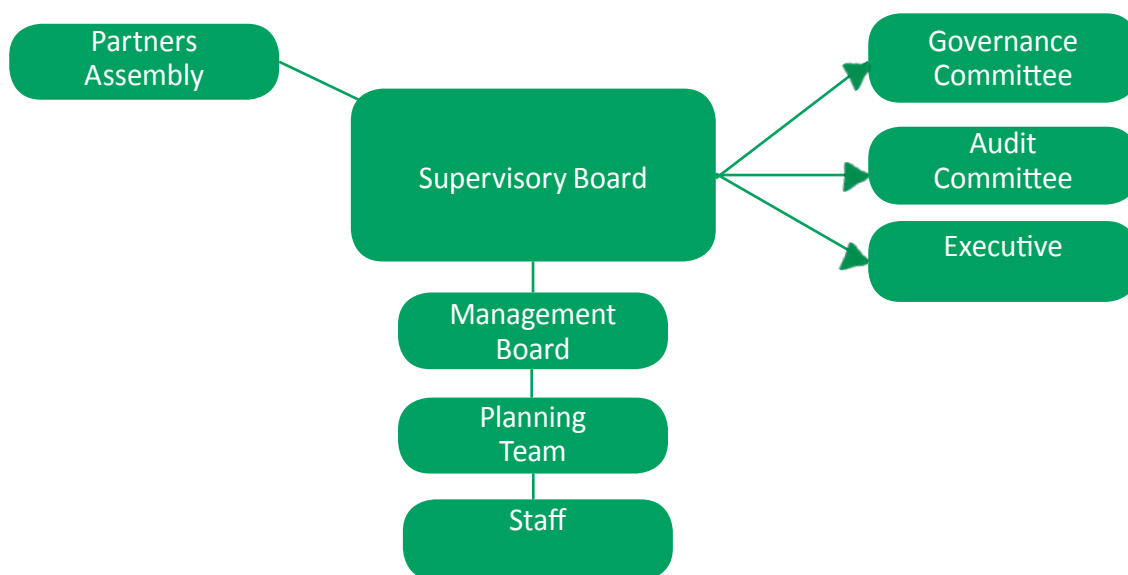 Partners
Assembly
Supervisory Board
Governance
Committee
Audit
Committee
Executive
Management
Board
Planning
Team
Staff